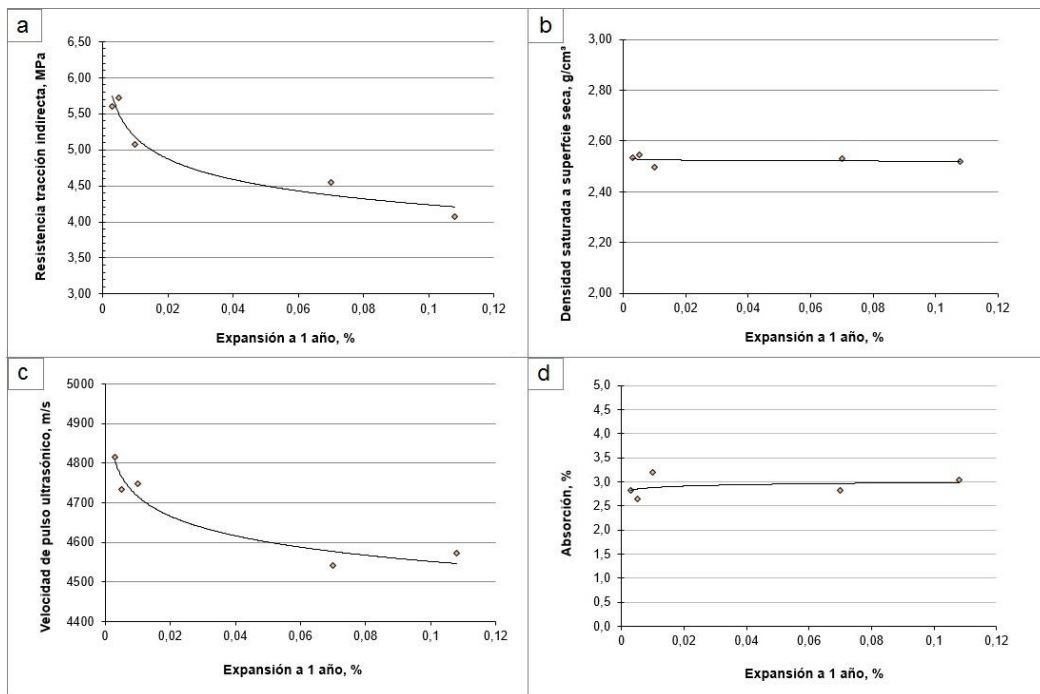 a
6,50
6,00
5,50
5,00
4,50
4,00
3,50
3,00
0 0,02 0,04 0,06 0,08 0,1 0,12
Resistencia tracción indirecta, MPa
Expansión a 1 año, %
b
3,00
2,80
2,60
2,40
2,20
2,00
0 0,02 0,04 0,06 0,08 0,1 0,12
Densidad saturada a superfcie seca, g/cm³
Expansión a 1 año, %
c
5000
4900
4800
4700
4600
4500
4400
0 0,02 0,04 0,06 0,08 0,1 0,12
Velocidad de pulso ultrasónico, m/s
Expansión a 1 año, %
d
5,0
4,5
4,0
3,5
3,0
2,5
2,0
1,5
1,0
0,5
0,0
0 0,02 0,04 0,06 0,08 0,1 0,12
Absorción, %
Expansión a 1 año, %